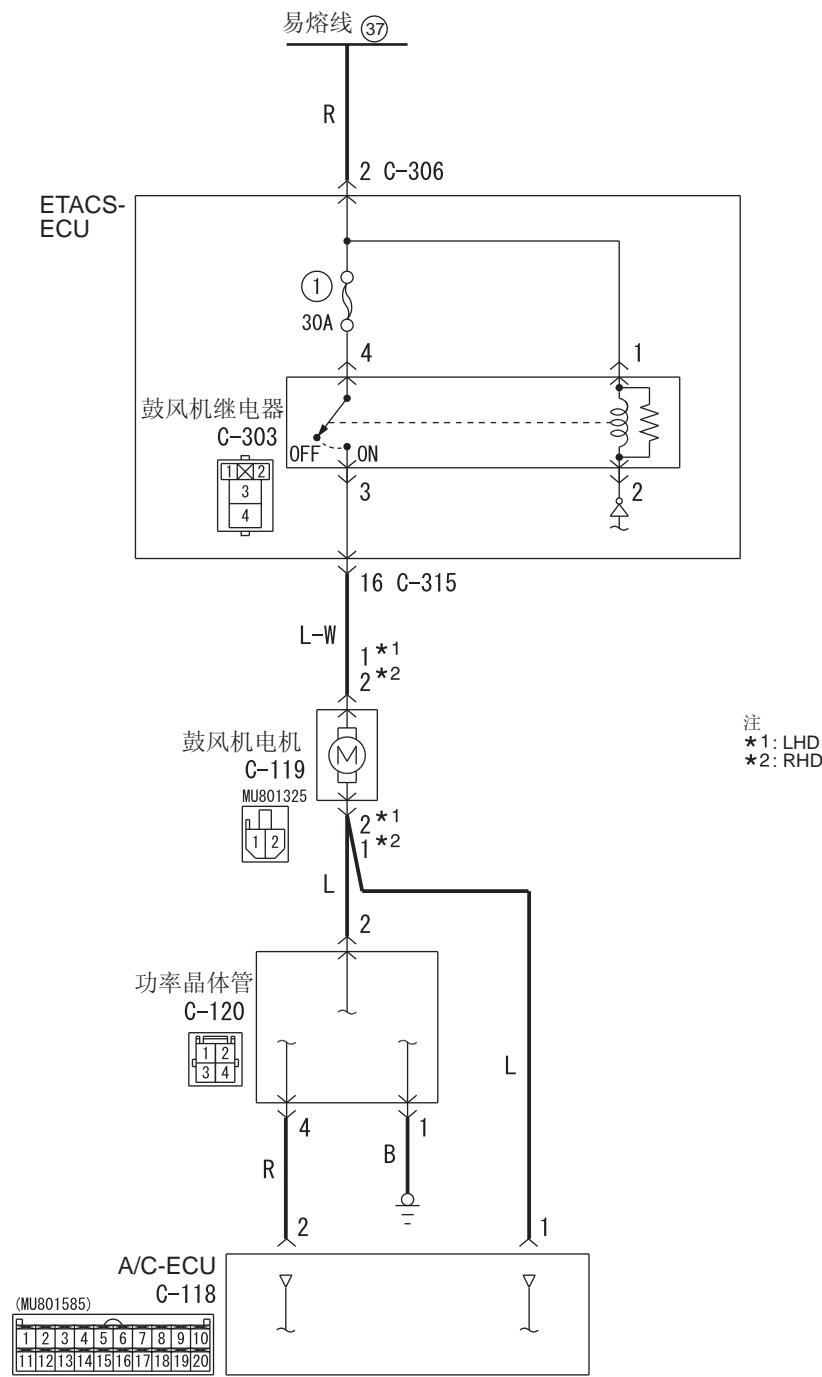 易熔线 37
R
2 C-306
ETACS-
ECU
1
30A
4
1
鼓风机继电器
C-303
OFF ON
1 2
3
4
3
2
16 C-315
L-W
1 *1
2 *2
鼓风机电机
C-119
M
MU801325
1 2
2 *1
1 *2
注
*1: LHD
*2: RHD
L
2
功率晶体管
C-120
1 2
3 4
L
4
1
R
B
2
1
A/C-ECU
C-118
(MU801585)
1 2 3 4 5 6 7 8 9 10
11 12 13 14 15 16 17 18 19 20